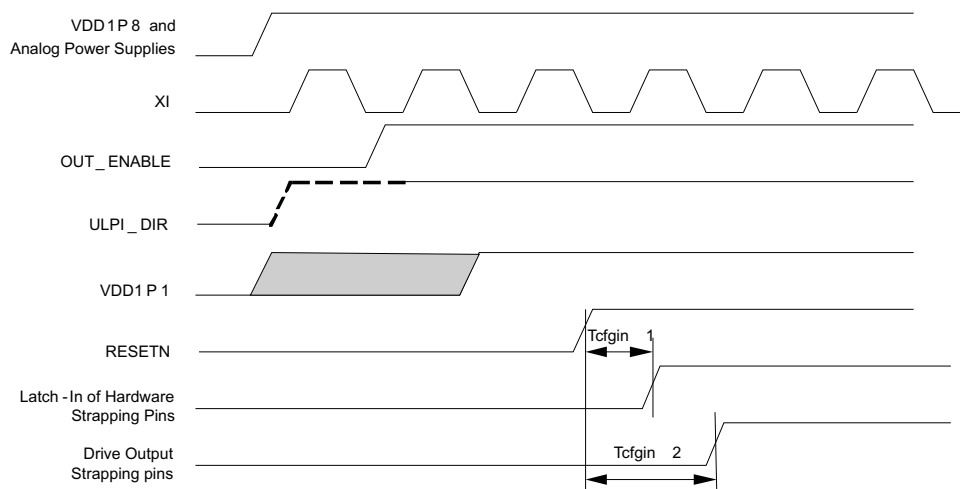 VDD1P8 and
Analog Power Supplies
XI
OUT_ENABLE
ULPI_DIR
VDD1P1
RESETN
Tcfgin 1
Latch-In of Hardware
Strapping Pins
Drive Output
Strapping pins
Tcfgin 2